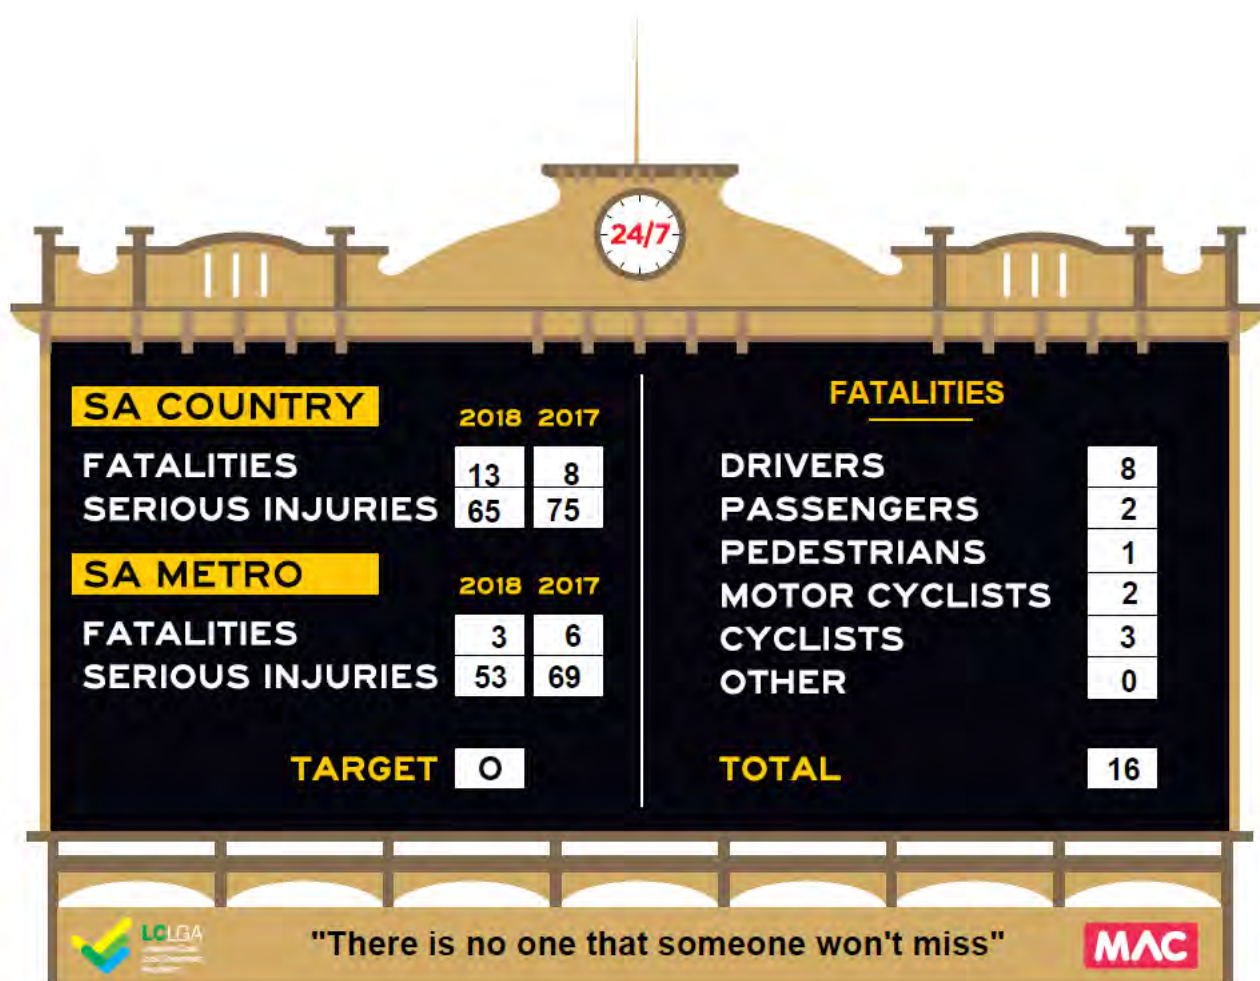 24/7
SA COUNTRY
2018 2017
FATALITIES 13 8
SERIOUS INJURIES 65 75
SA METRO
2018 2017
FATALITIES 3 6
SERIOUS INJURIES 53 69
TARGET 0
FATALITIES
DRIVERS 8
PASSENGERS 2
PEDESTRIANS 1
MOTOR CYCLISTS 2
CYCLISTS 3
OTHER 0
TOTAL 16
LCLGA
"There is no one that someone won't miss"
MAC